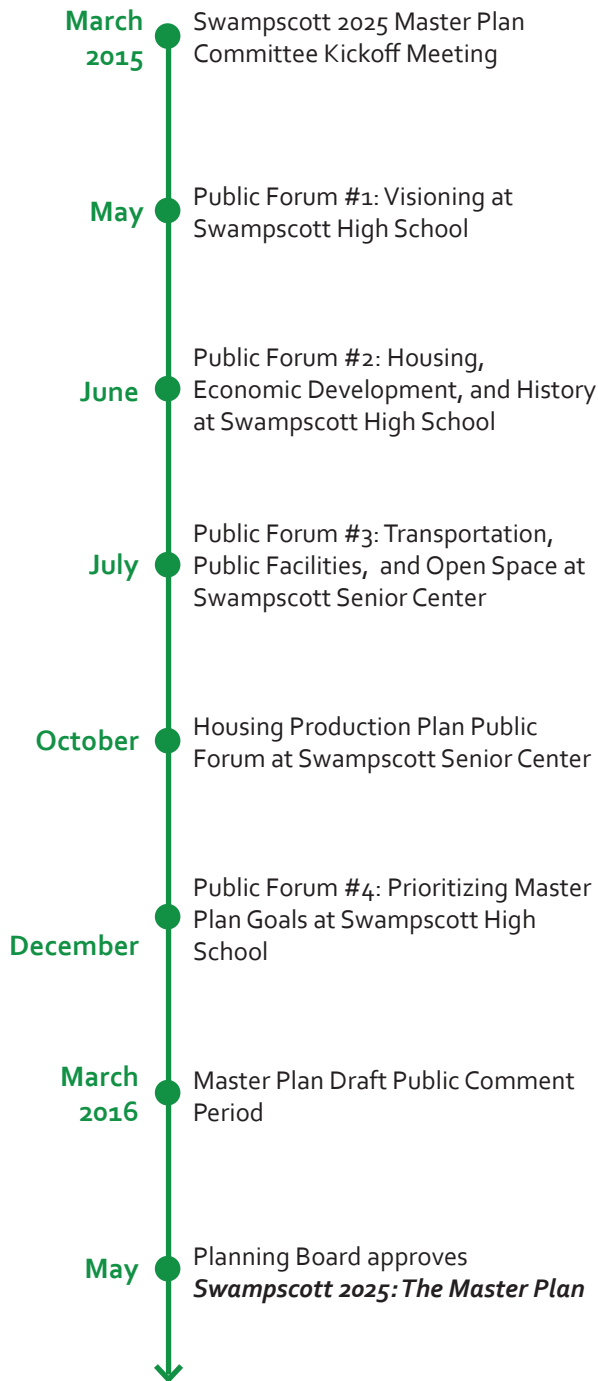 March
2015
Swampscott 2025 Master Plan
Committee Kickoff Meeting
May
Public Forum #1: Visioning at
Swampscott High School
June
Public Forum #2: Housing,
Economic Development, and History
at Swampscott High School
July
Public Forum #3: Transportation,
Public Facilities,  and Open Space at
Swampscott Senior Center
October
Housing Production Plan Public
Forum at Swampscott Senior Center
December
Public Forum #4: Prioritizing Master
Plan Goals at Swampscott High
School
March
2016
Master Plan Draft Public Comment
Period
May
Planning Board approves
Swampscott 2025: The Master Plan